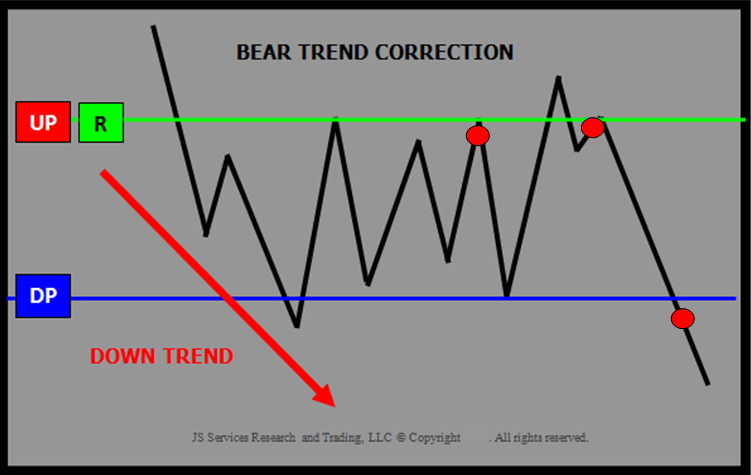 BEAR TREND CORRECTION
UP R
DP
DOWN TREND
JS Services Research and Trading, LLC © Copyright . All rights reserved.